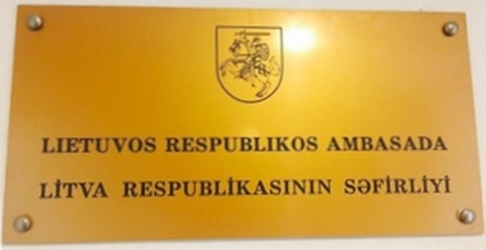 LIETUVOS RESPUBLIKOS AMBASADA
LİTVA RESPUBLİKASININ SƏFİRLİYİ